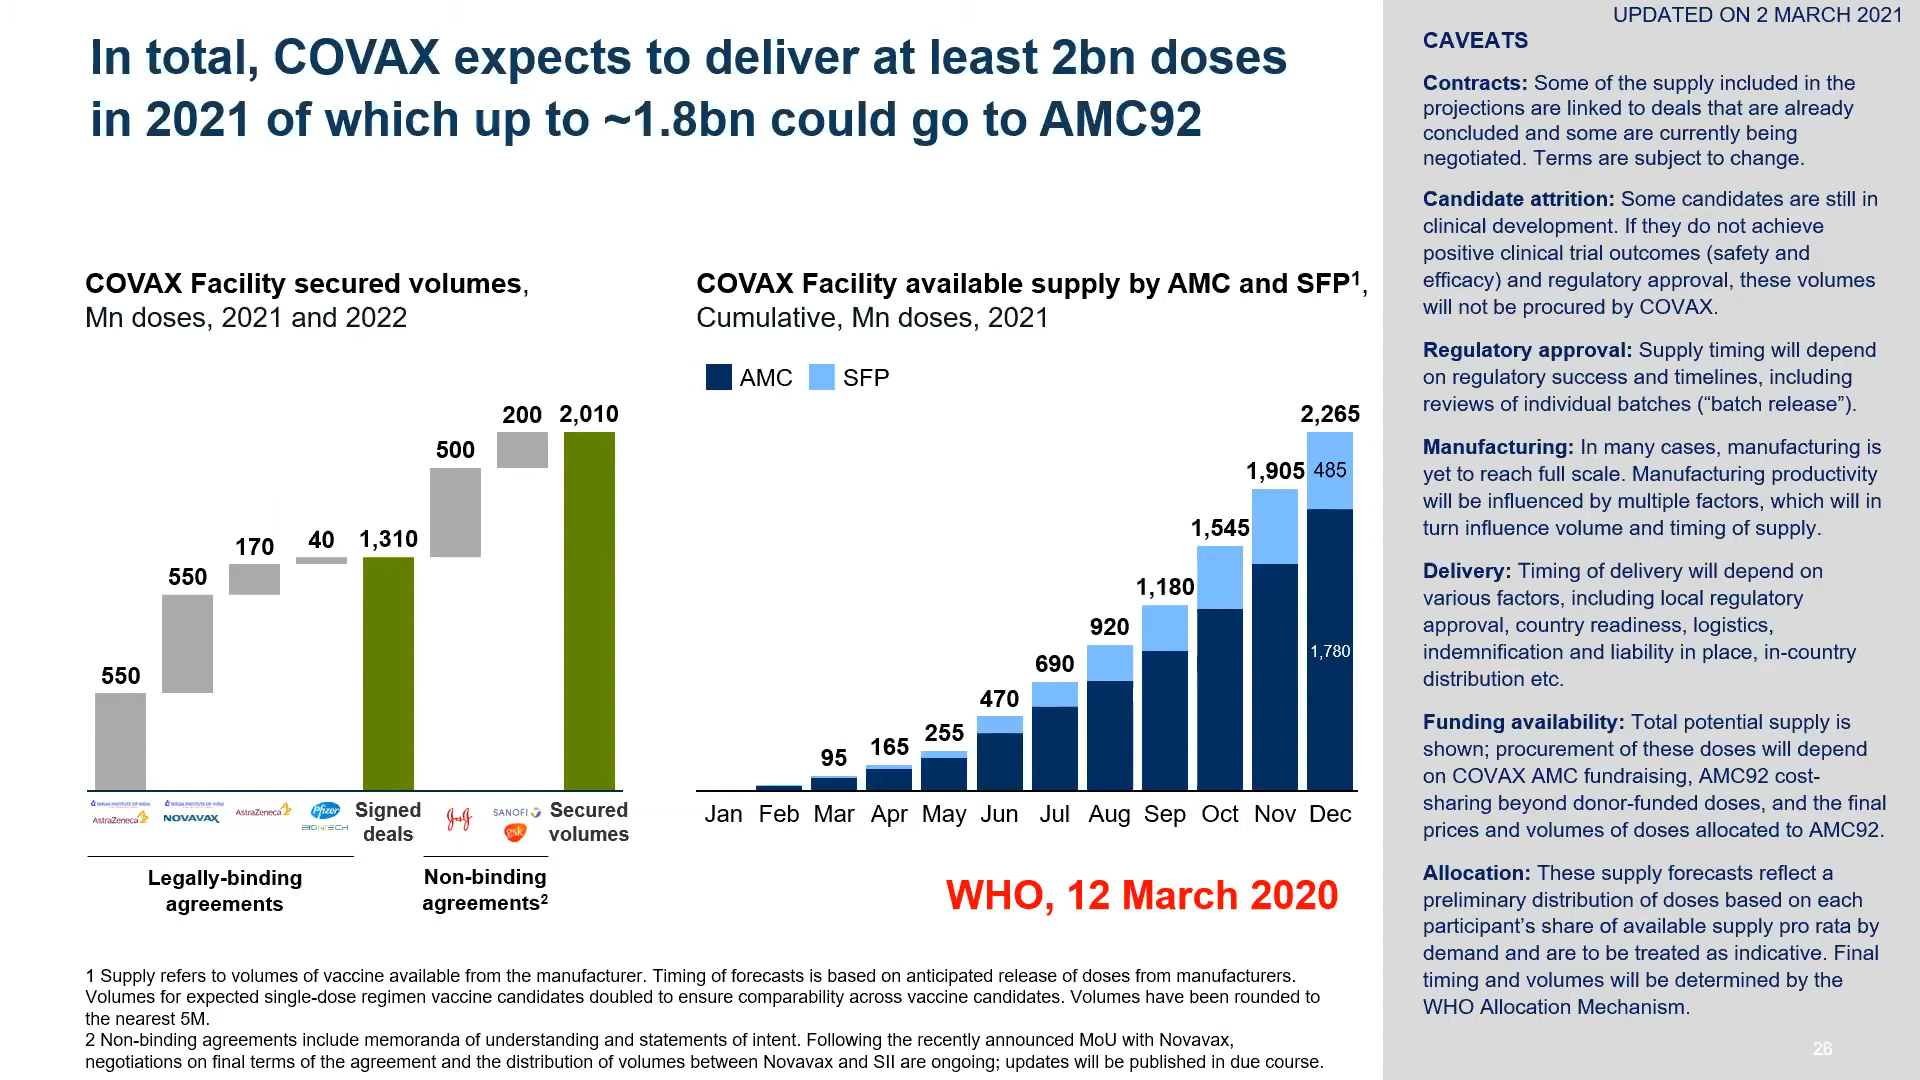 UPDATED ON 2 MARCH 2021
In total, COVAX expects to deliver at least 2bn doses
in 2021 of which up to ~1.8bn could go to AMC92
COVAX Facility secured volumes,
Mn doses, 2021 and 2022
550
550
170
40
1,310
500
200
2,010
SERUM INSTITUTE OF INDIA
AstraZeneca
SERUM INSTITUTE OF INDIA
NOVAVAX
AstraZeneca
Pfizer
BIONTECH
Signed
deals
J&J
SANOFI
gsk
Secured
volumes
Legally-binding
agreements
Non-binding
agreements2
COVAX Facility available supply by AMC and SFP1,
Cumulative, Mn doses, 2021
AMC SFP
95
165
255
470
690
920
1,180
1,545
1,905
2,265
485
1,780
Jan Feb Mar Apr May Jun Jul Aug Sep Oct Nov Dec
WHO, 12 March 2020
1 Supply refers to volumes of vaccine available from the manufacturer. Timing of forecasts is based on anticipated release of doses from manufacturers.
Volumes for expected single-dose regimen vaccine candidates doubled to ensure comparability across vaccine candidates. Volumes have been rounded to
the nearest 5M.
2 Non-binding agreements include memoranda of understanding and statements of intent. Following the recently announced MoU with Novavax,
negotiations on final terms of the agreement and the distribution of volumes between Novavax and SII are ongoing; updates will be published in due course.
CAVEATS
Contracts: Some of the supply included in the
projections are linked to deals that are already
concluded and some are currently being
negotiated. Terms are subject to change.
Candidate attrition: Some candidates are still in
clinical development. If they do not achieve
positive clinical trial outcomes (safety and
efficacy) and regulatory approval, these volumes
will not be procured by COVAX.
Regulatory approval: Supply timing will depend
on regulatory success and timelines, including
reviews of individual batches (“batch release”).
Manufacturing: In many cases, manufacturing is
yet to reach full scale. Manufacturing productivity
will be influenced by multiple factors, which will in
turn influence volume and timing of supply.
Delivery: Timing of delivery will depend on
various factors, including local regulatory
approval, country readiness, logistics,
indemnification and liability in place, in-country
distribution etc.
Funding availability: Total potential supply is
shown; procurement of these doses will depend
on COVAX AMC fundraising, AMC92 cost-
sharing beyond donor-funded doses, and the final
prices and volumes of doses allocated to AMC92.
Allocation: These supply forecasts reflect a
preliminary distribution of doses based on each
participant’s share of available supply pro rata by
demand and are to be treated as indicative. Final
timing and volumes will be determined by the
WHO Allocation Mechanism.
26